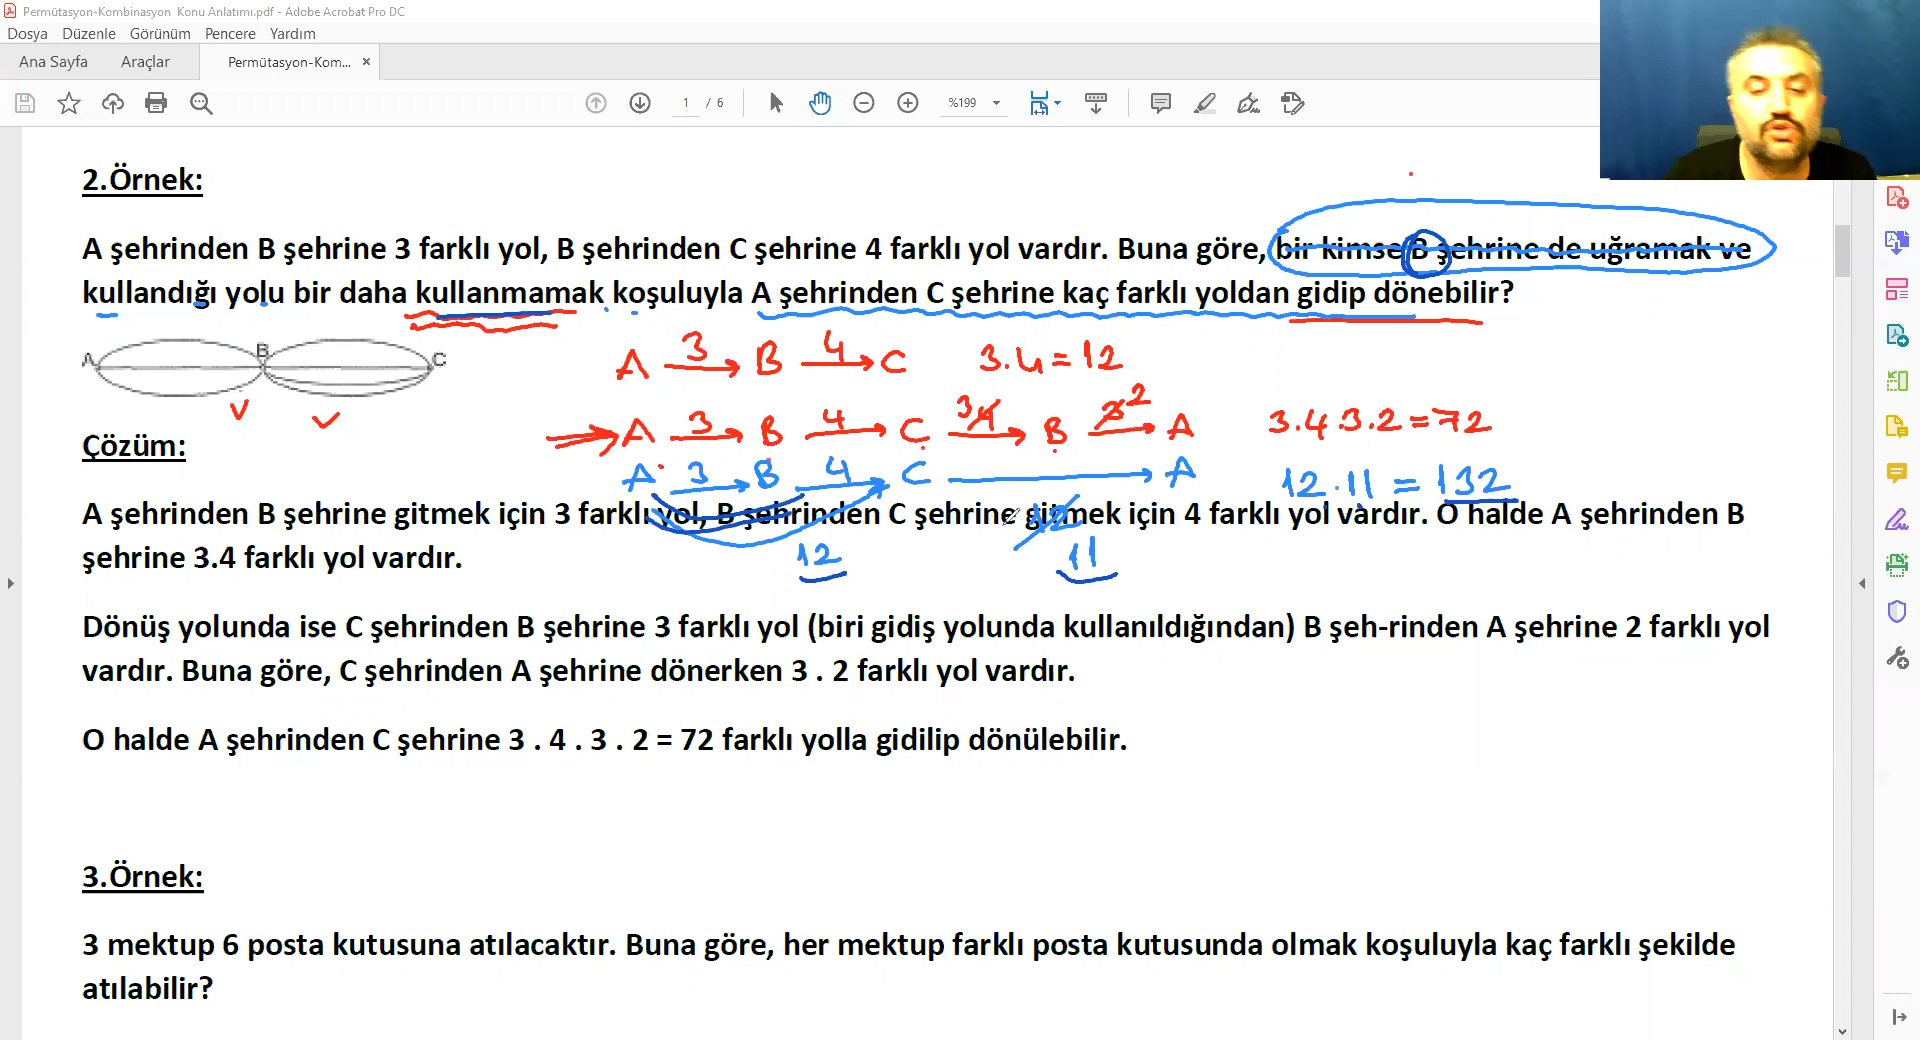 Permütasyon-Kombinasyon Konu Anlatımı.pdf - Adobe Acrobat Pro DC
Dosya Düzenle Görünüm Pencere Yardım
Ana Sayfa Araçlar Permütasyon-Kom... ×
1 / 6 %199
2.Örnek:
A şehrinden B şehrine 3 farklı yol, B şehrinden C şehrine 4 farklı yol vardır. Buna göre, bir kimse B şehrine de uğramak ve
kullandığı yolu bir daha kullanmamak koşuluyla A şehrinden C şehrine kaç farklı yoldan gidip dönebilir?
A B C
A 3 B 4 C 3.4=12
A 3 B 4 C 3 4 B 3 2 A 3.4.3.2=72
A 3 B 4 C A 12.11=132
Çözüm:
A şehrinden B şehrine gitmek için 3 farklı yol, B şehrinden C şehrine gitmek için 4 farklı yol vardır. O halde A şehrinden B
şehrine 3.4 farklı yol vardır.
12 12 11
Dönüş yolunda ise C şehrinden B şehrine 3 farklı yol (biri gidiş yolunda kullanıldığından) B şeh-rinden A şehrine 2 farklı yol
vardır. Buna göre, C şehrinden A şehrine dönerken 3 . 2 farklı yol vardır.
O halde A şehrinden C şehrine 3 . 4 . 3 . 2 = 72 farklı yolla gidilip dönülebilir.
3.Örnek:
3 mektup 6 posta kutusuna atılacaktır. Buna göre, her mektup farklı posta kutusunda olmak koşuluyla kaç farklı şekilde
atılabilir?